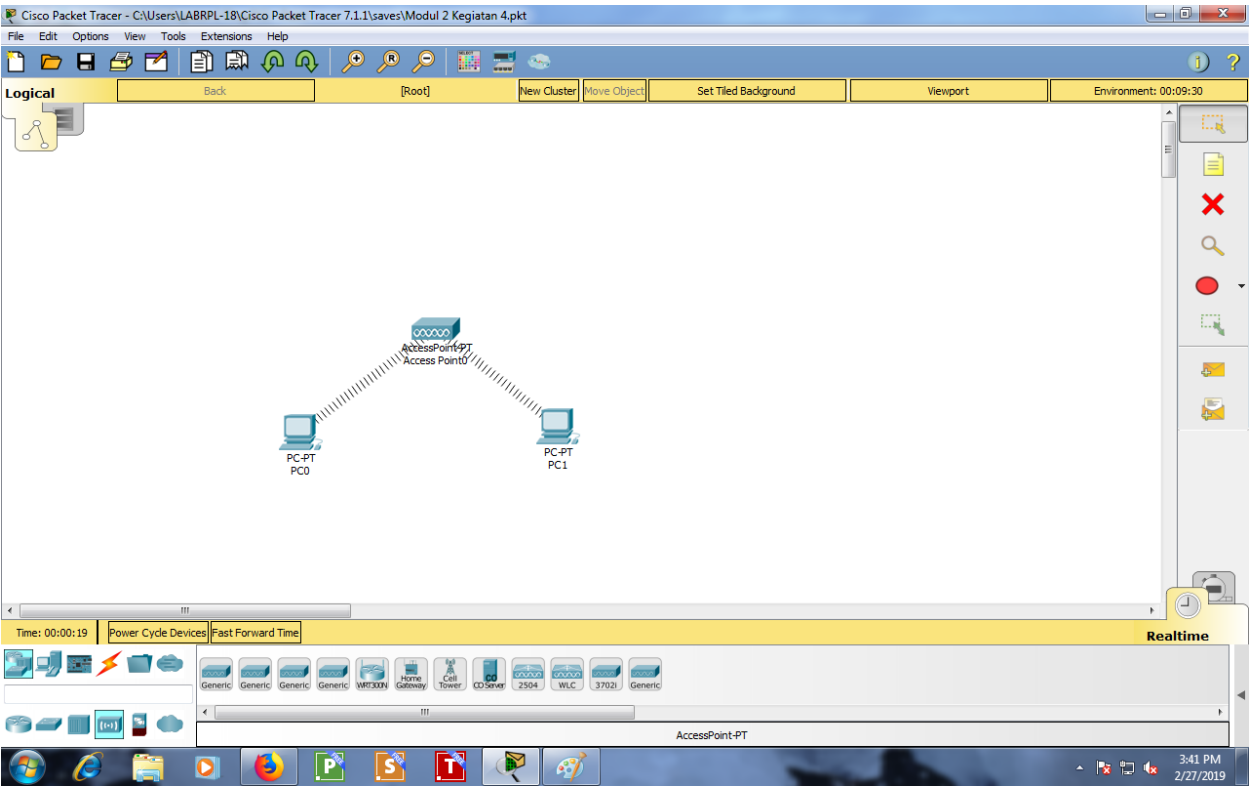 Cisco Packet Tracer - C:\Users\LABRPL-18\Cisco Packet Tracer 7.1.1\saves\Modul 2 Kegiatan 4.pkt
File Edit Options View Tools Extensions Help
Logical Back [Root] New Cluster Move Object Set Tiled Background Viewport Environment: 00:09:30
AccessPoint-PT
Access Point0
PC-PT
PC0
PC-PT
PC1
Time: 00:00:19 Power Cycle Devices Fast Forward Time Realtime
Generic Generic Generic Generic WRT300N Home Gateway Cell Tower CO Server 2504 WLC 3702i Generic
AccessPoint-PT
3:41 PM
2/27/2019